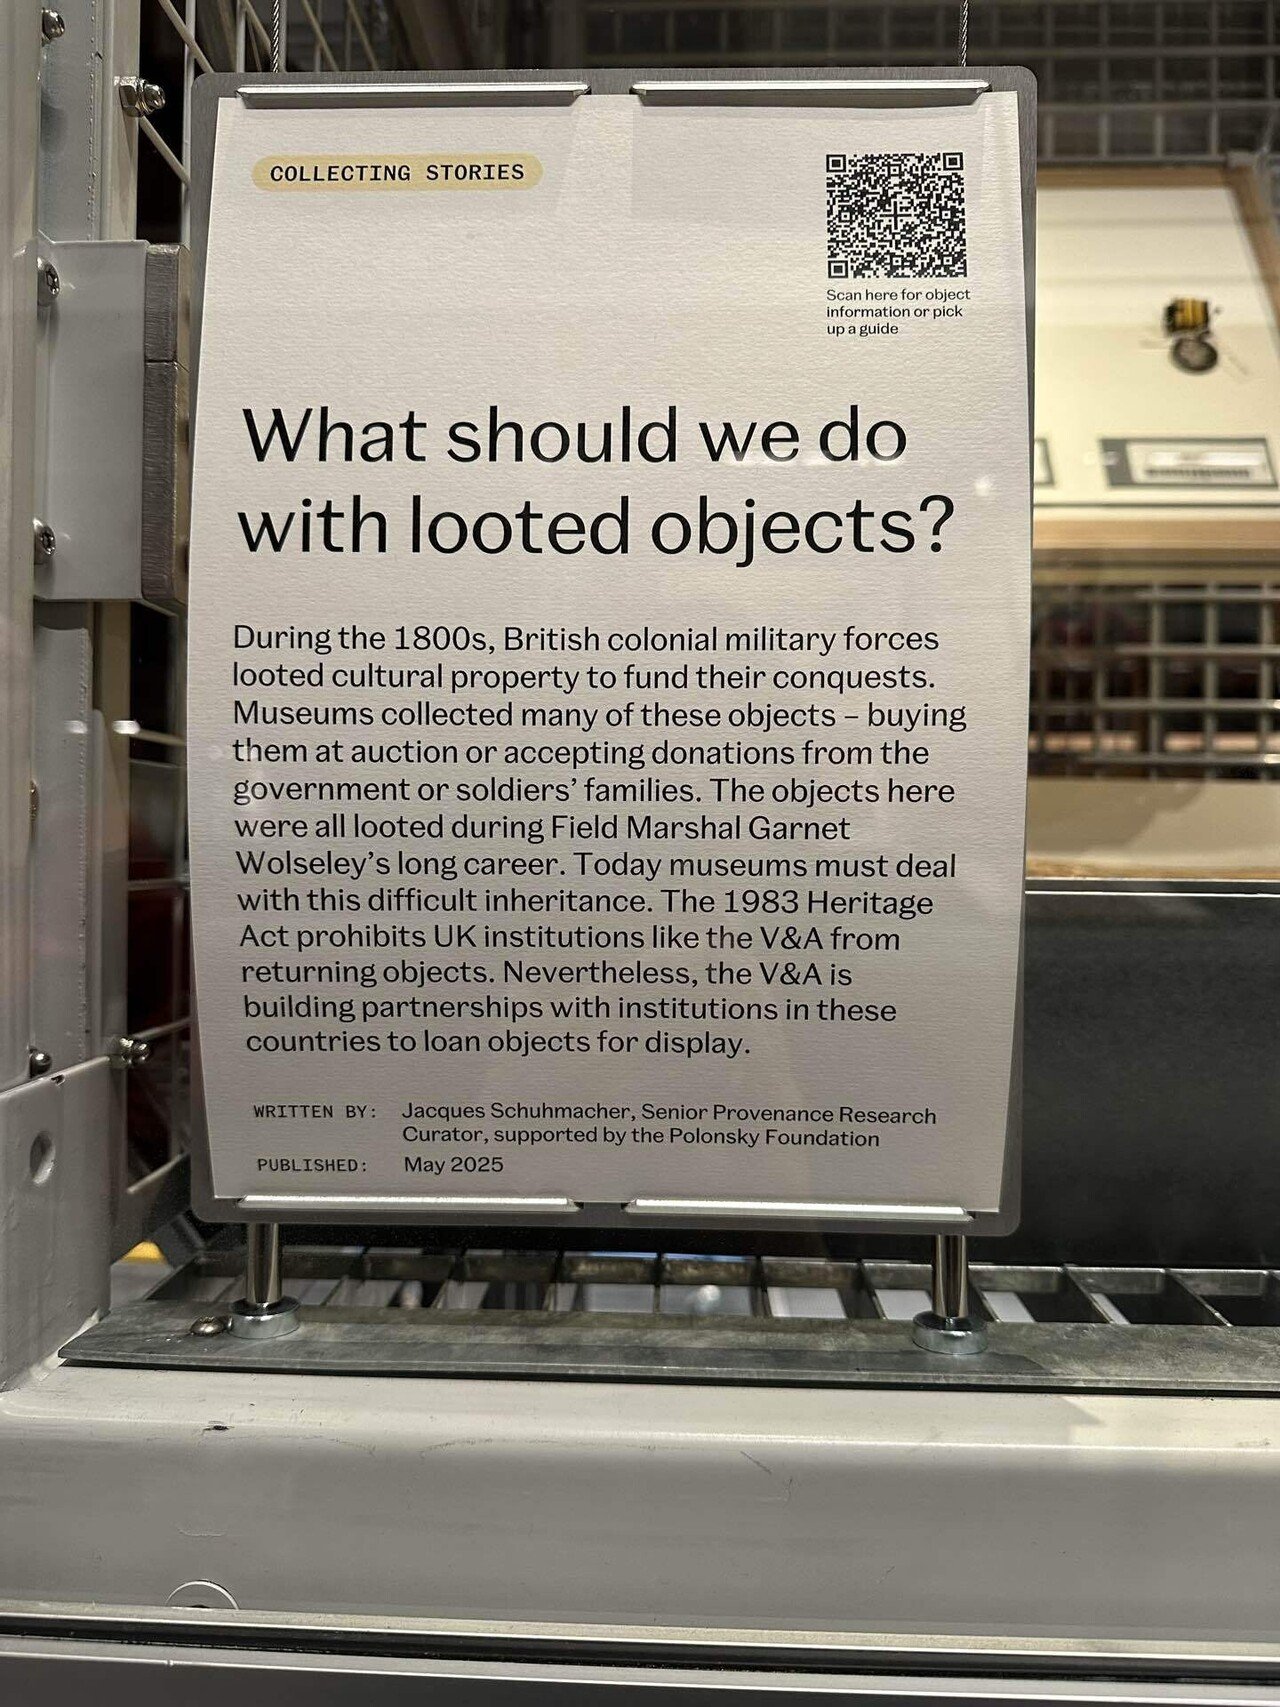 COLLECTING STORIES
Scan here for object
information or pick
up a guide
What should we do
with looted objects?
During the 1800s, British colonial military forces
looted cultural property to fund their conquests.
Museums collected many of these objects – buying
them at auction or accepting donations from the
government or soldiers’ families. The objects here
were all looted during Field Marshal Garnet
Wolseley’s long career. Today museums must deal
with this difficult inheritance. The 1983 Heritage
Act prohibits UK institutions like the V&A from
returning objects. Nevertheless, the V&A is
building partnerships with institutions in these
countries to loan objects for display.
WRITTEN BY: Jacques Schuhmacher, Senior Provenance Research
Curator, supported by the Polonsky Foundation
PUBLISHED: May 2025